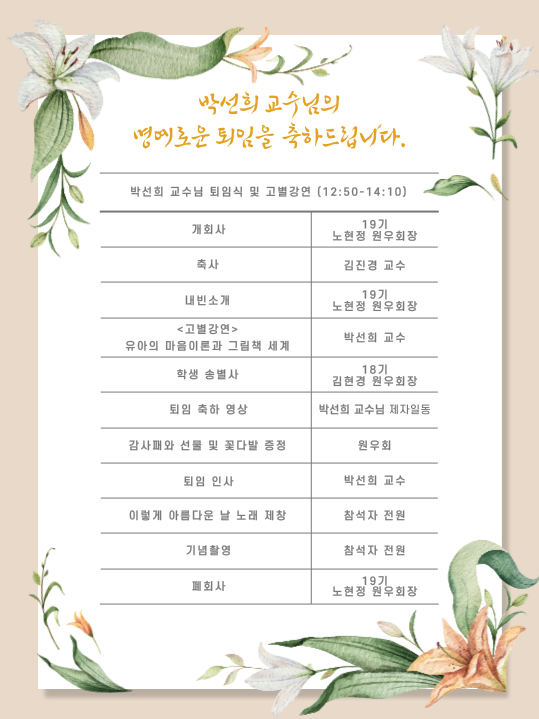 박선희 교수님의
명예로운 퇴임을 축하드립니다.
박선희 교수님 퇴임식 및 고별강연 (12:50-14:10)
개회사
19기
노현정 원우회장
축사
김진경 교수
내빈소개
19기
노현정 원우회장
<고별강연>
유아의 마음이론과 그림책 세계
박선희 교수
학생 송별사
18기
김현경 원우회장
퇴임 축하 영상
박선희 교수님 제자일동
감사패와 선물 및 꽃다발 증정
원우회
퇴임 인사
박선희 교수
이렇게 아름다운 날 노래 제창
참석자 전원
기념촬영
참석자 전원
폐회사
19기
노현정 원우회장